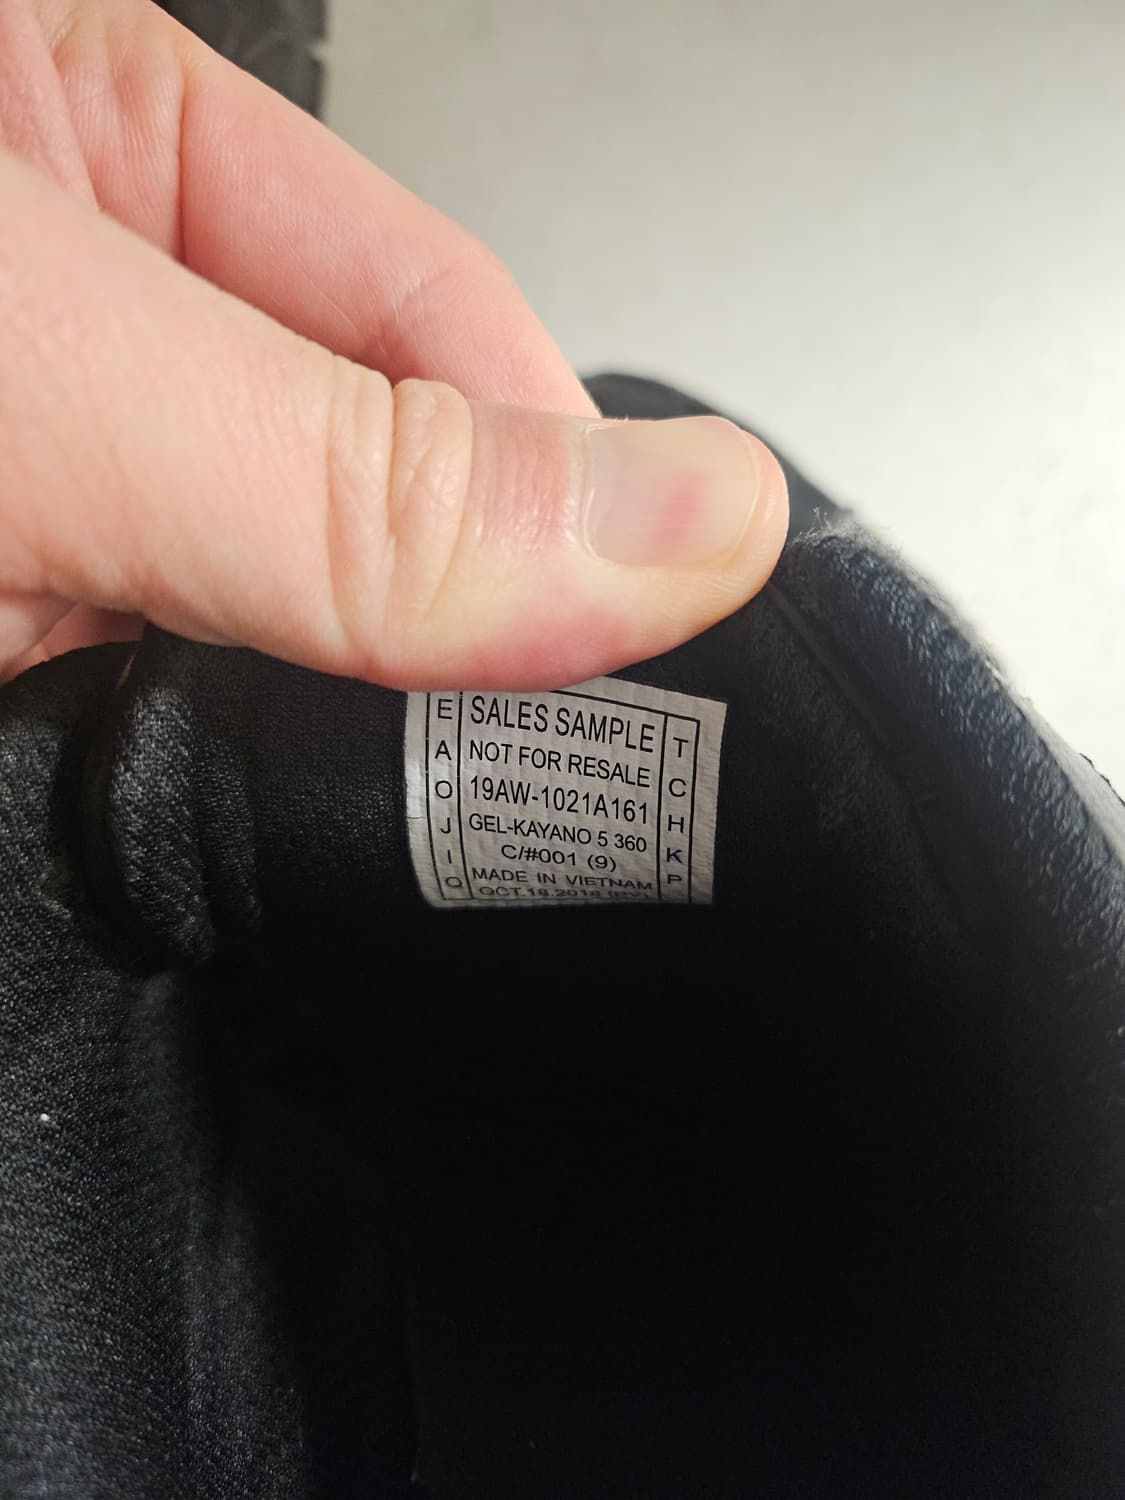 SALES SAMPLE
NOT FOR RESALE
19AW-1021A161
GEL-KAYANO 5 360
C/#001 (9)
MADE IN VIETNAM
OCT.18.2018
E
A
O
J
I
Q
T
C
H
K
P